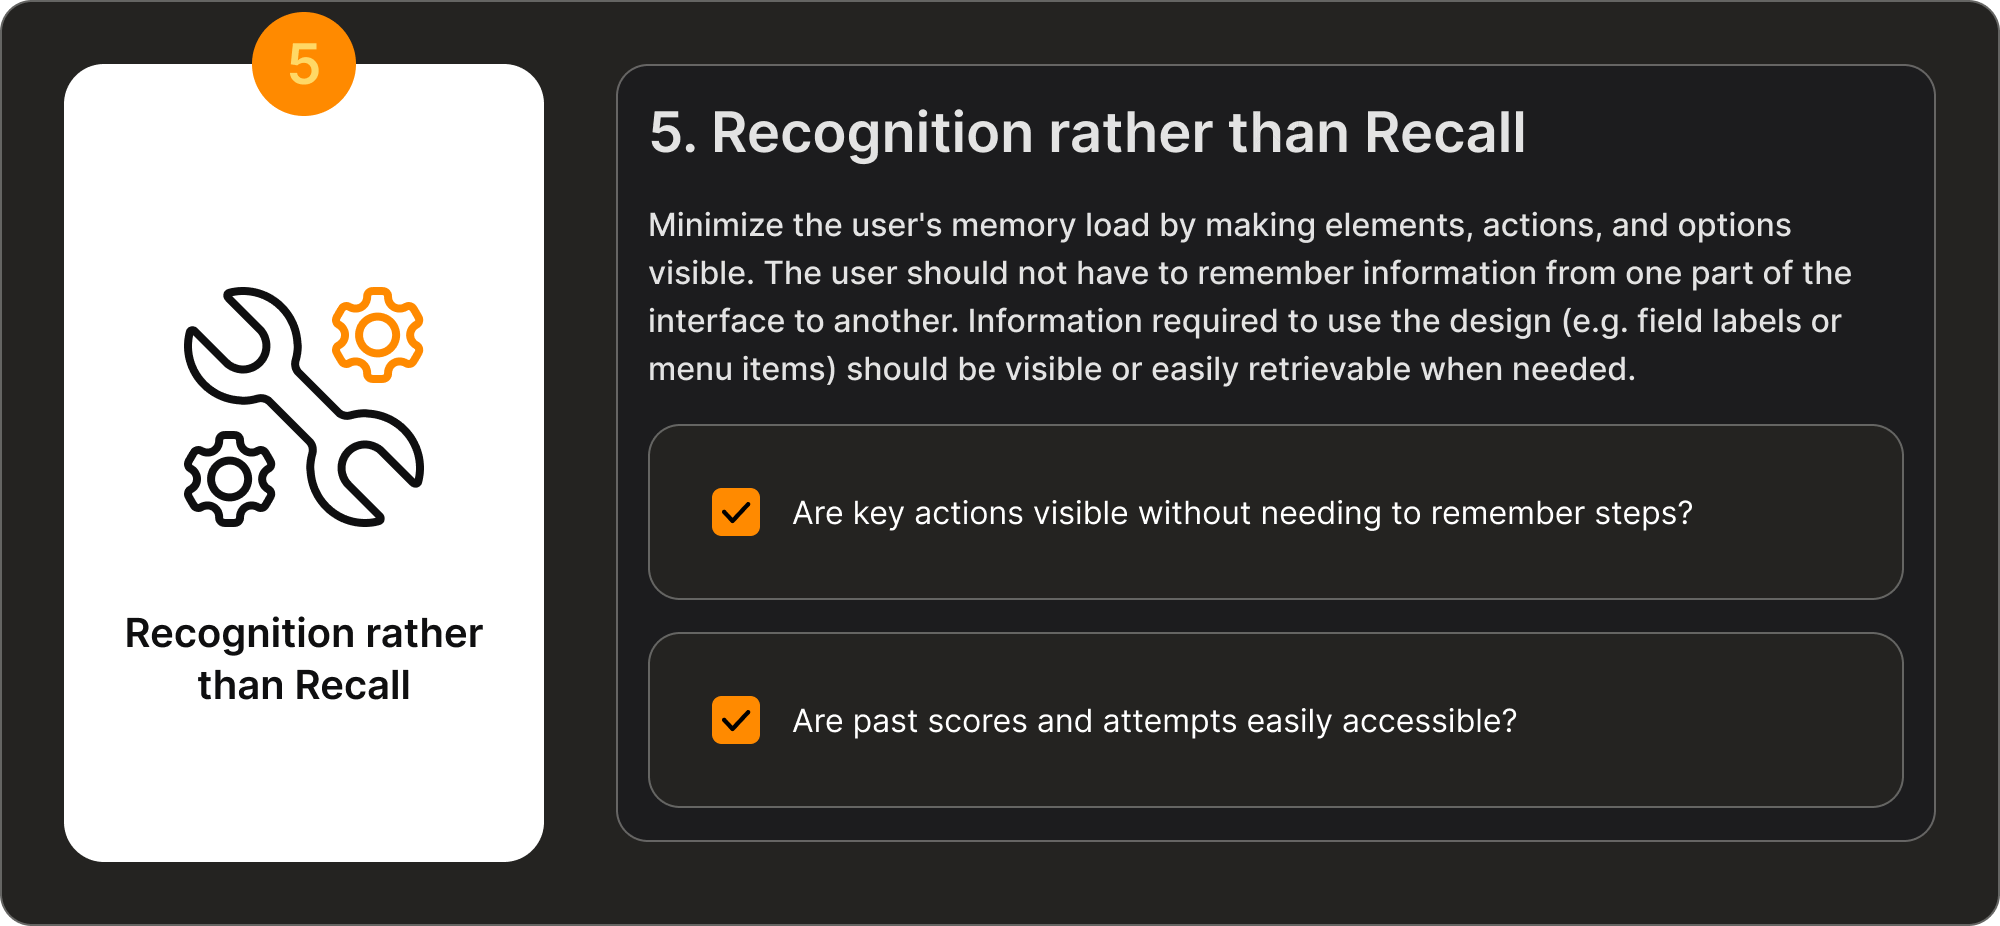 5
Recognition rather
than Recall
5. Recognition rather than Recall
Minimize the user's memory load by making elements, actions, and options
visible. The user should not have to remember information from one part of the
interface to another. Information required to use the design (e.g. field labels or
menu items) should be visible or easily retrievable when needed.
Are key actions visible without needing to remember steps?
Are past scores and attempts easily accessible?